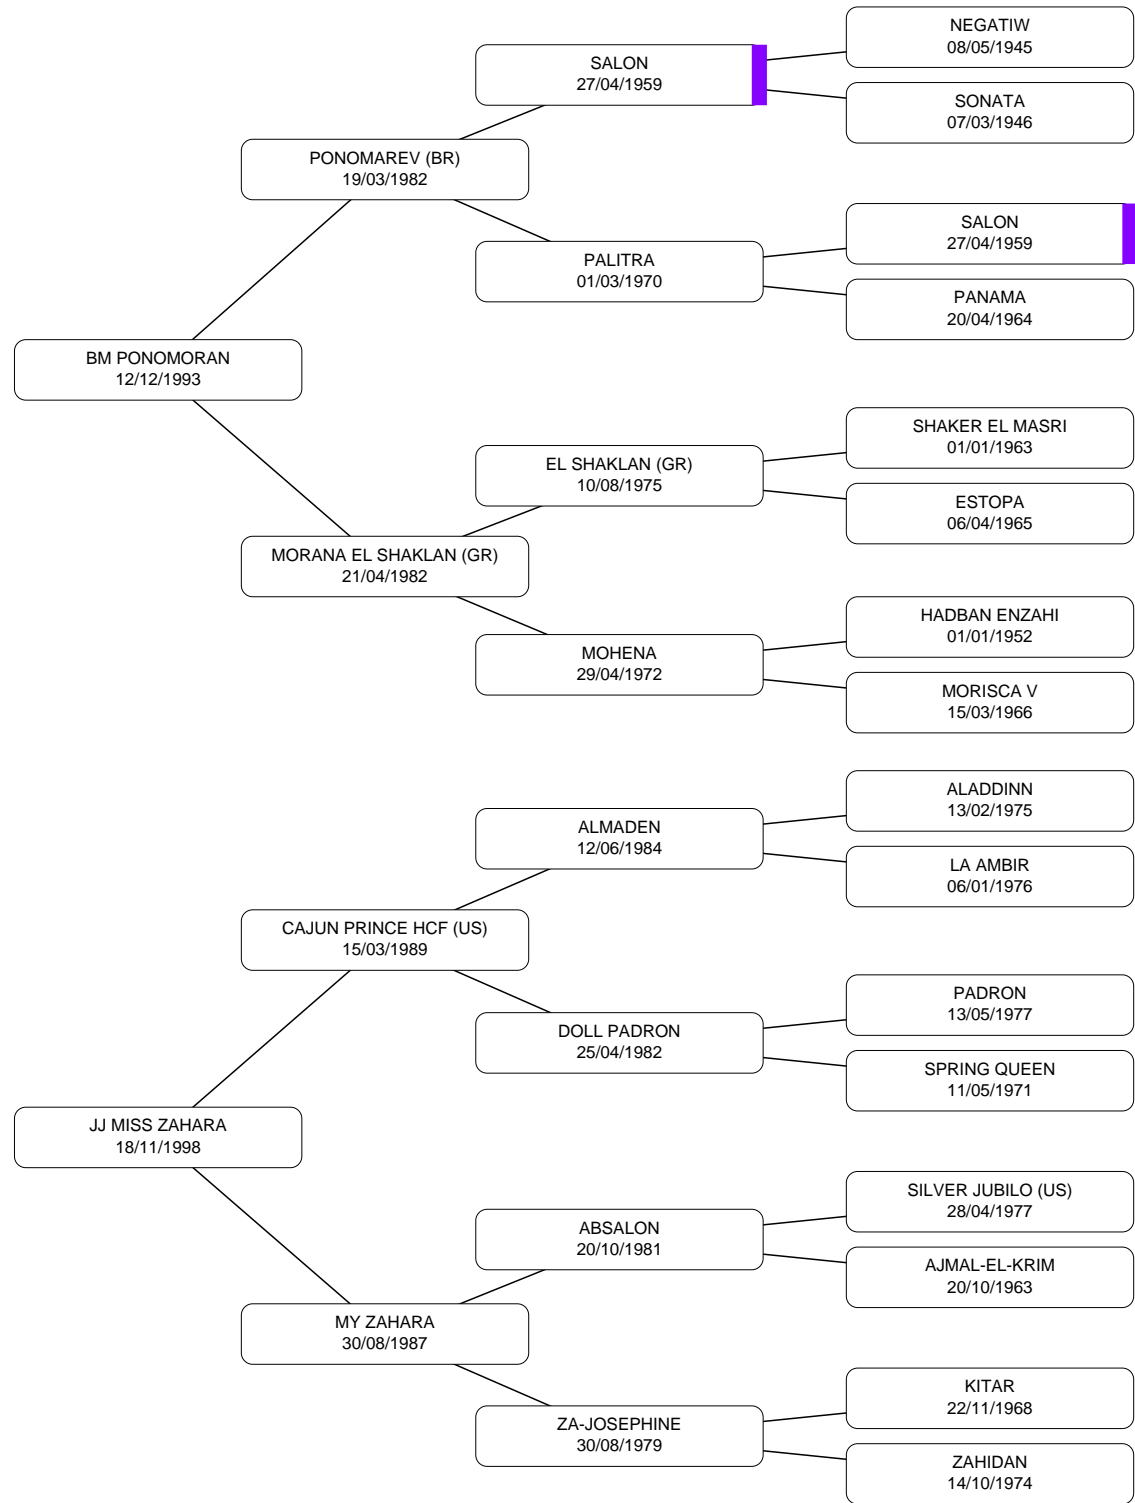 NEGATIW
08/05/1945
SALON
27/04/1959
SONATA
07/03/1946
PONOMAREV (BR)
19/03/1982
SALON
27/04/1959
PALITRA
01/03/1970
PANAMA
20/04/1964
BM PONOMORAN
12/12/1993
SHAKER EL MASRI
01/01/1963
EL SHAKLAN (GR)
10/08/1975
ESTOPA
06/04/1965
MORANA EL SHAKLAN (GR)
21/04/1982
HADBAN ENZAHI
01/01/1952
MOHENA
29/04/1972
MORISCA V
15/03/1966
ALADDINN
13/02/1975
ALMADEN
12/06/1984
LA AMBIR
06/01/1976
CAJUN PRINCE HCF (US)
15/03/1989
PADRON
13/05/1977
DOLL PADRON
25/04/1982
SPRING QUEEN
11/05/1971
JJ MISS ZAHARA
18/11/1998
SILVER JUBILO (US)
28/04/1977
ABSALON
20/10/1981
AJMAL-EL-KRIM
20/10/1963
MY ZAHARA
30/08/1987
KITAR
22/11/1968
ZA-JOSEPHINE
30/08/1979
ZAHIDAN
14/10/1974